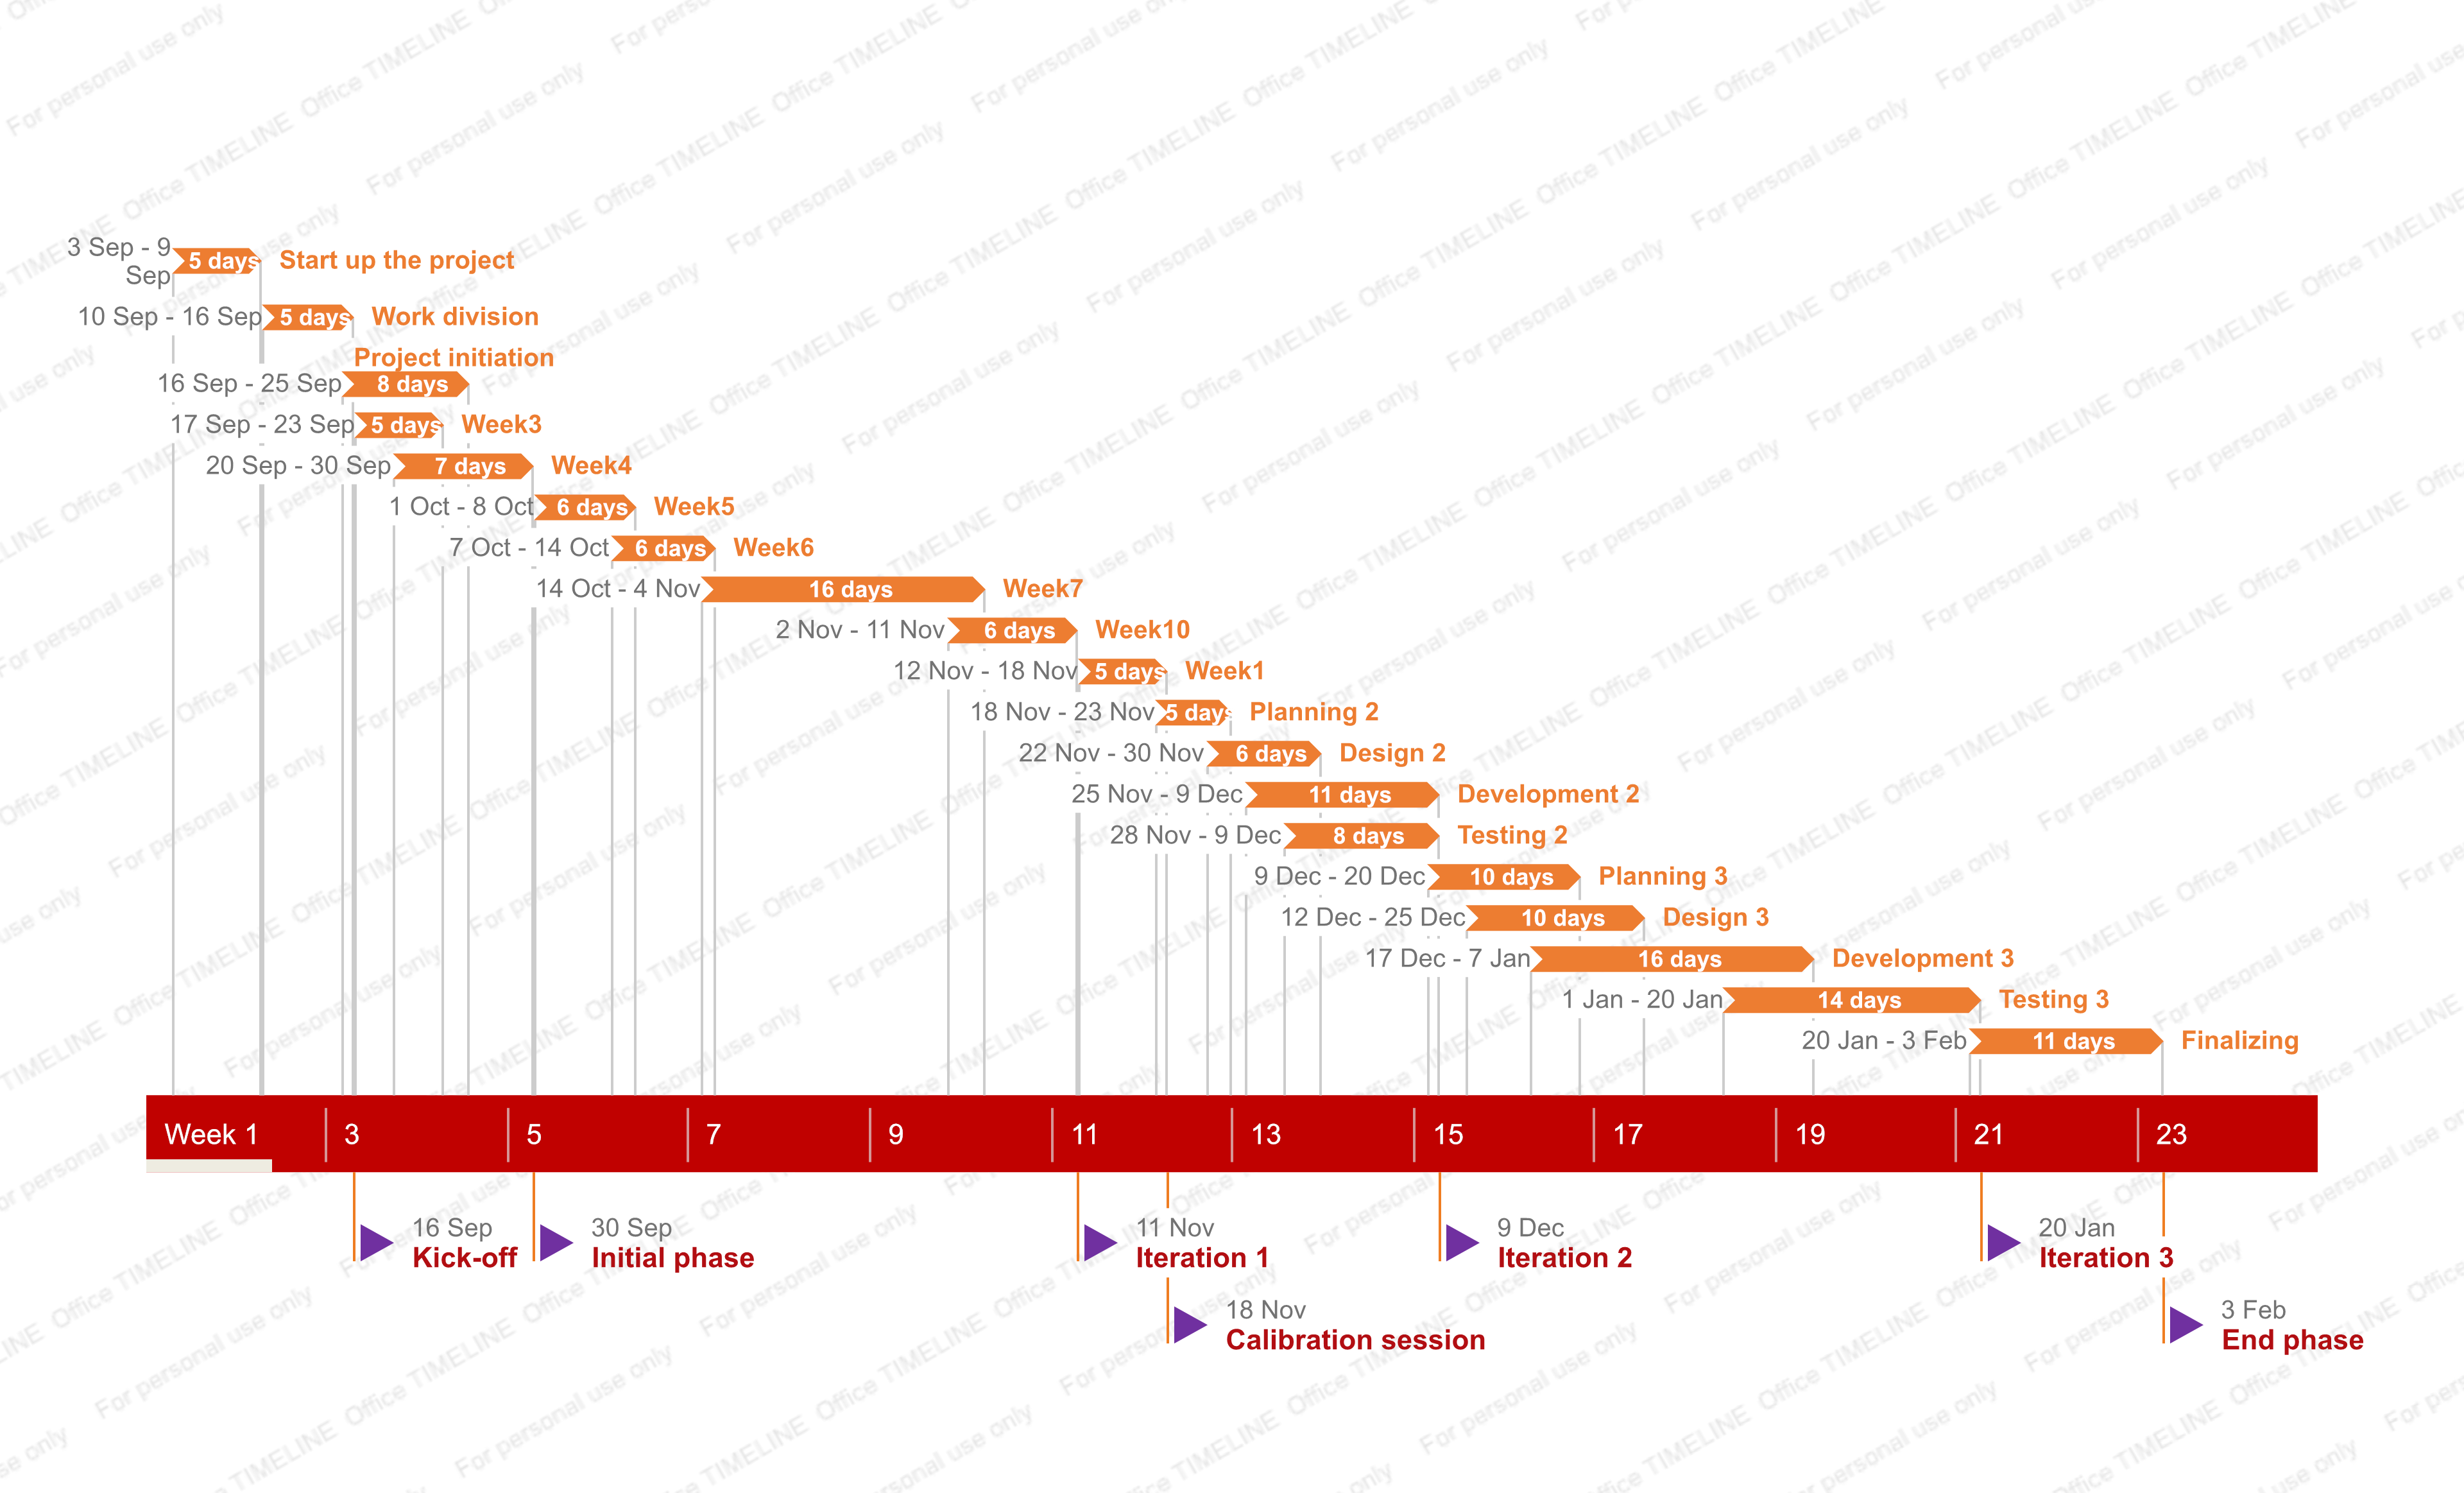 3 Sep - 9
Sep
5 days
Start up the project
10 Sep - 16 Sep
5 days
Work division
Project initiation
16 Sep - 25 Sep
8 days
17 Sep - 23 Sep
5 days
Week3
20 Sep - 30 Sep
7 days
Week4
1 Oct - 8 Oct
6 days
Week5
7 Oct - 14 Oct
6 days
Week6
14 Oct - 4 Nov
16 days
Week7
2 Nov - 11 Nov
6 days
Week10
12 Nov - 18 Nov
5 days
Week1
18 Nov - 23 Nov
5 days
Planning 2
22 Nov - 30 Nov
6 days
Design 2
25 Nov - 9 Dec
11 days
Development 2
28 Nov - 9 Dec
8 days
Testing 2
9 Dec - 20 Dec
10 days
Planning 3
12 Dec - 25 Dec
10 days
Design 3
17 Dec - 7 Jan
16 days
Development 3
1 Jan - 20 Jan
14 days
Testing 3
20 Jan - 3 Feb
11 days
Finalizing
Week 1 3 5 7 9 11 13 15 17 19 21 23
16 Sep
Kick-off
30 Sep
Initial phase
11 Nov
Iteration 1
9 Dec
Iteration 2
20 Jan
Iteration 3
18 Nov
Calibration session
3 Feb
End phase
Office TIMELINE
For personal use only